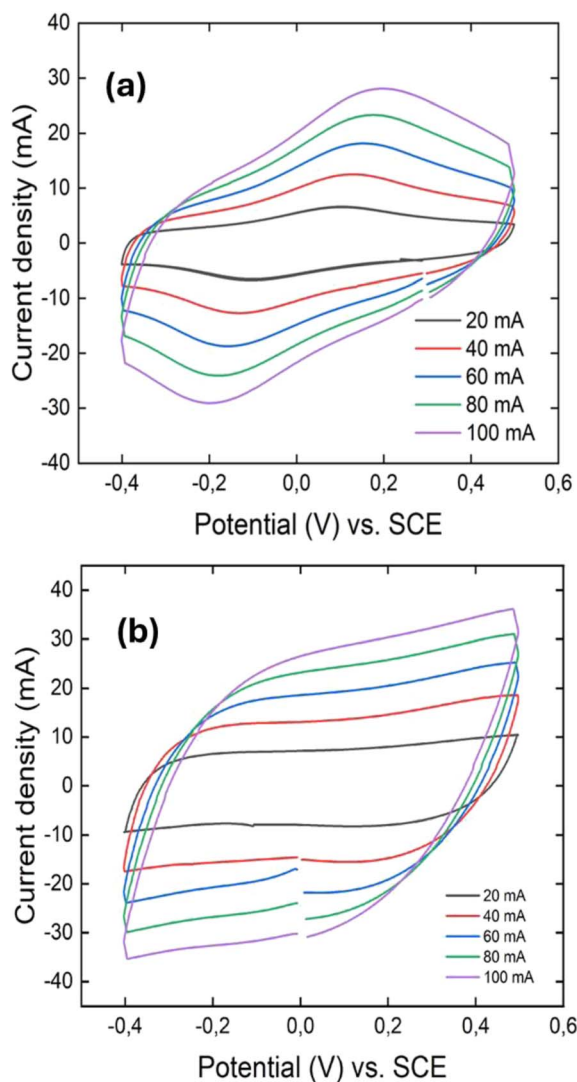 (a)
Current density (mA)
40
30
20
10
0
-10
-20
-30
-40
20 mA
40 mA
60 mA
80 mA
100 mA
-0,4 -0,2 0,0 0,2 0,4 0,6
Potential (V) vs. SCE
(b)
Current density (mA)
40
30
20
10
0
-10
-20
-30
-40
20 mA
40 mA
60 mA
80 mA
100 mA
-0,4 -0,2 0,0 0,2 0,4 0,6
Potential (V) vs. SCE